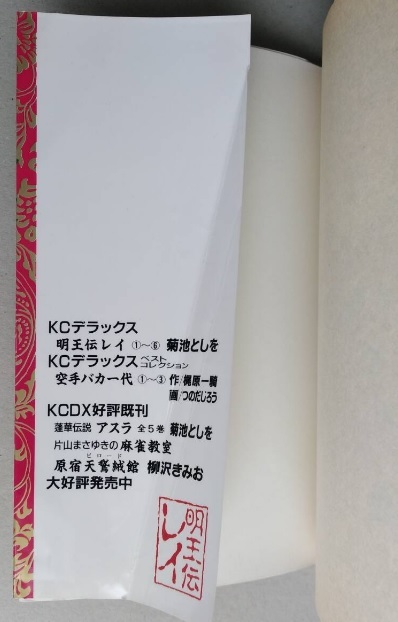 KCデラックス
明王伝レイ ①〜⑥ 菊池としを
KCデラックス ベストコレクション
空手バカ一代 ①〜③ 作/梶原一騎
画/つのだじろう
KCDX好評既刊
蓮華伝説 アスラ 全5巻 菊池としを
片山まさゆきの麻雀教室
ビロード
原宿天鵞絨館 柳沢きみお
大好評発売中
明王伝
レイ